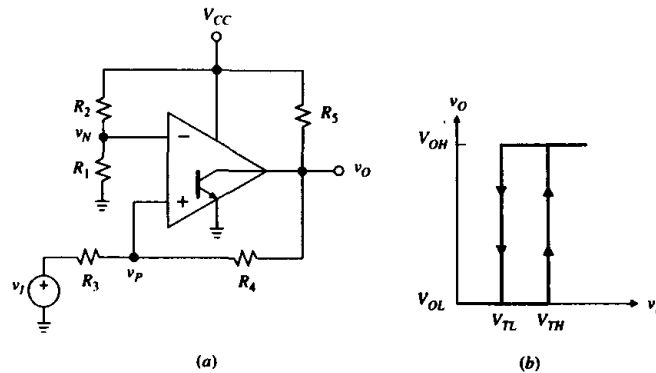 V_CC
R_2
R_5
v_N
R_1
−
+
v_O
R_3
v_P
R_4
v_I
+
(a)
v_O
V_OH
V_OL
V_TL
V_TH
(b)